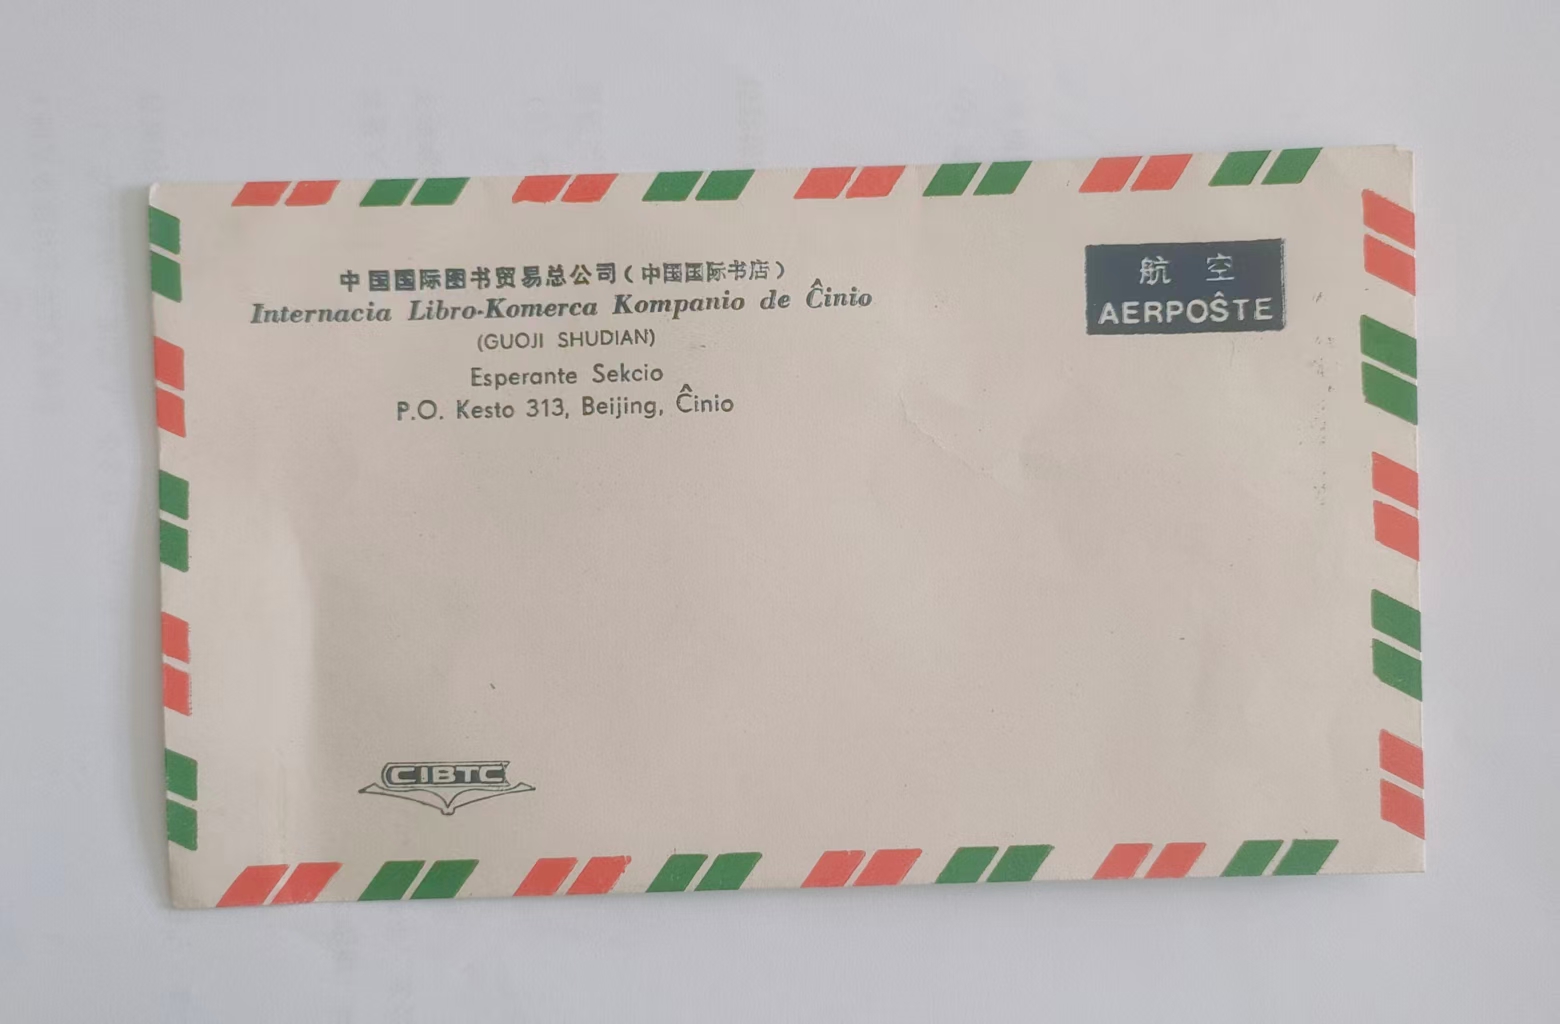 中国国际图书贸易总公司（中国国际书店）
Internacia Libro-Komerca Kompanio de Ĉinio
(GUOJI SHUDIAN)
Esperante Sekcio
P.O. Kesto 313, Beijing, Ĉinio
航 空
AERPOŜTE
CIBTC